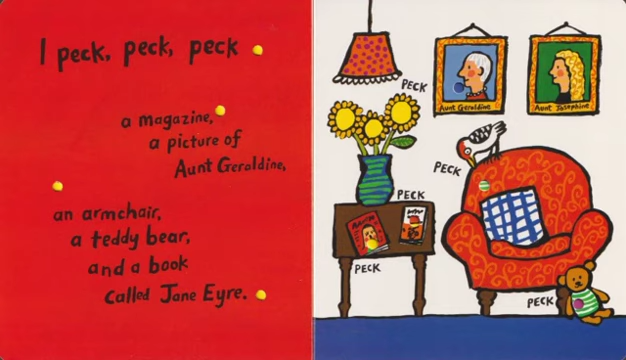 I peck, peck, peck
a magazine,
a picture of
Aunt Geraldine,
an armchair,
a teddy bear,
and a book
called Jane Eyre.
PECK
Aunt Geraldine
Aunt Josephine
PECK
PECK
PECK
PECK